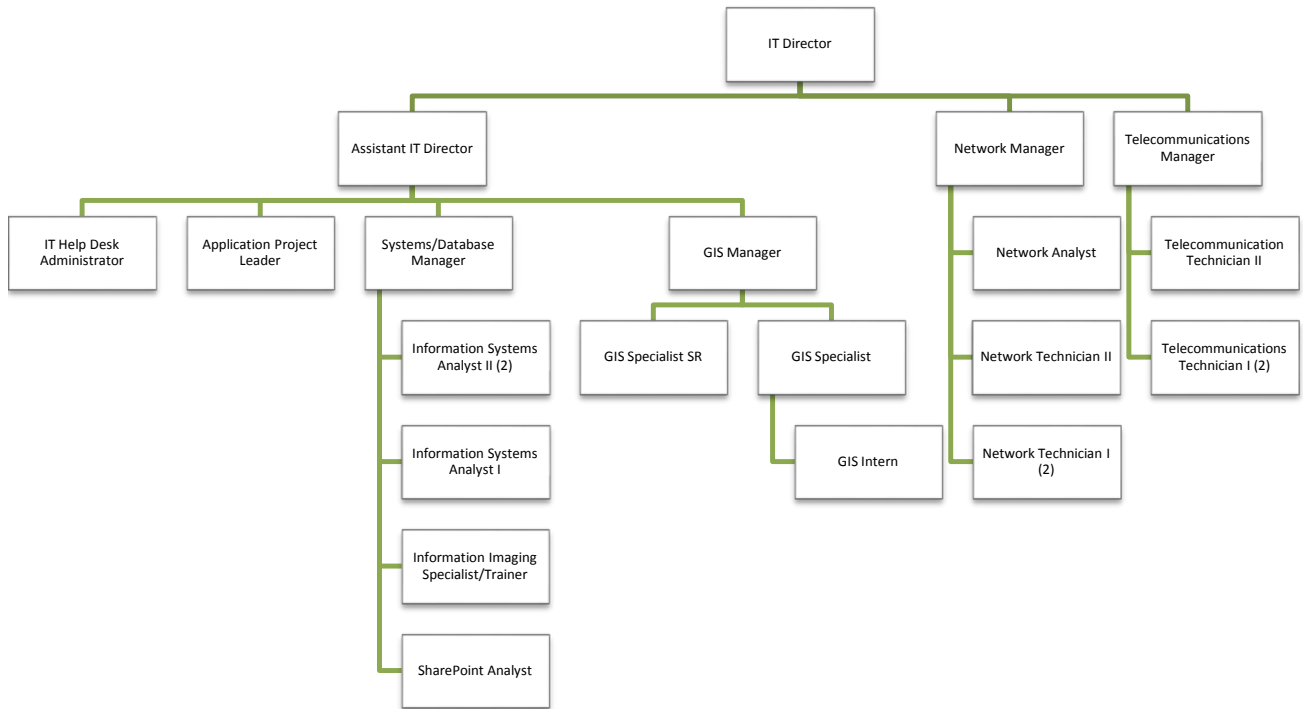 IT Director
Assistant IT Director
Network Manager
Telecommunications
Manager
IT Help Desk
Administrator
Application Project
Leader
Systems/Database
Manager
GIS Manager
Network Analyst
Telecommunication
Technician II
Information Systems
Analyst II (2)
GIS Specialist SR
GIS Specialist
Network Technician II
Telecommunications
Technician I (2)
Information Systems
Analyst I
GIS Intern
Network Technician I
(2)
Information Imaging
Specialist/Trainer
SharePoint Analyst